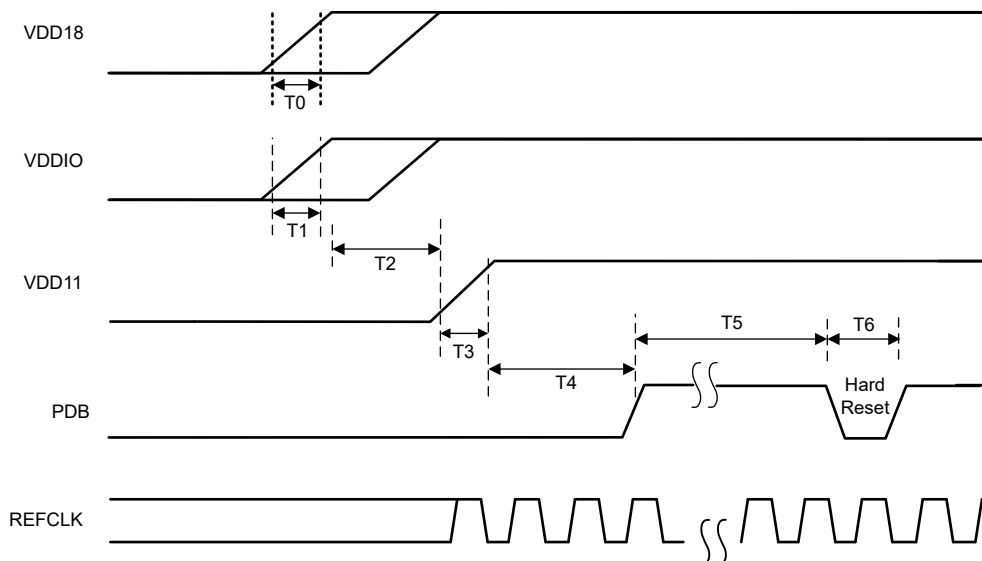 VDD18
T0
VDDIO
T1
T2
VDD11
T3
T4
T5
T6
PDB
Hard
Reset
REFCLK